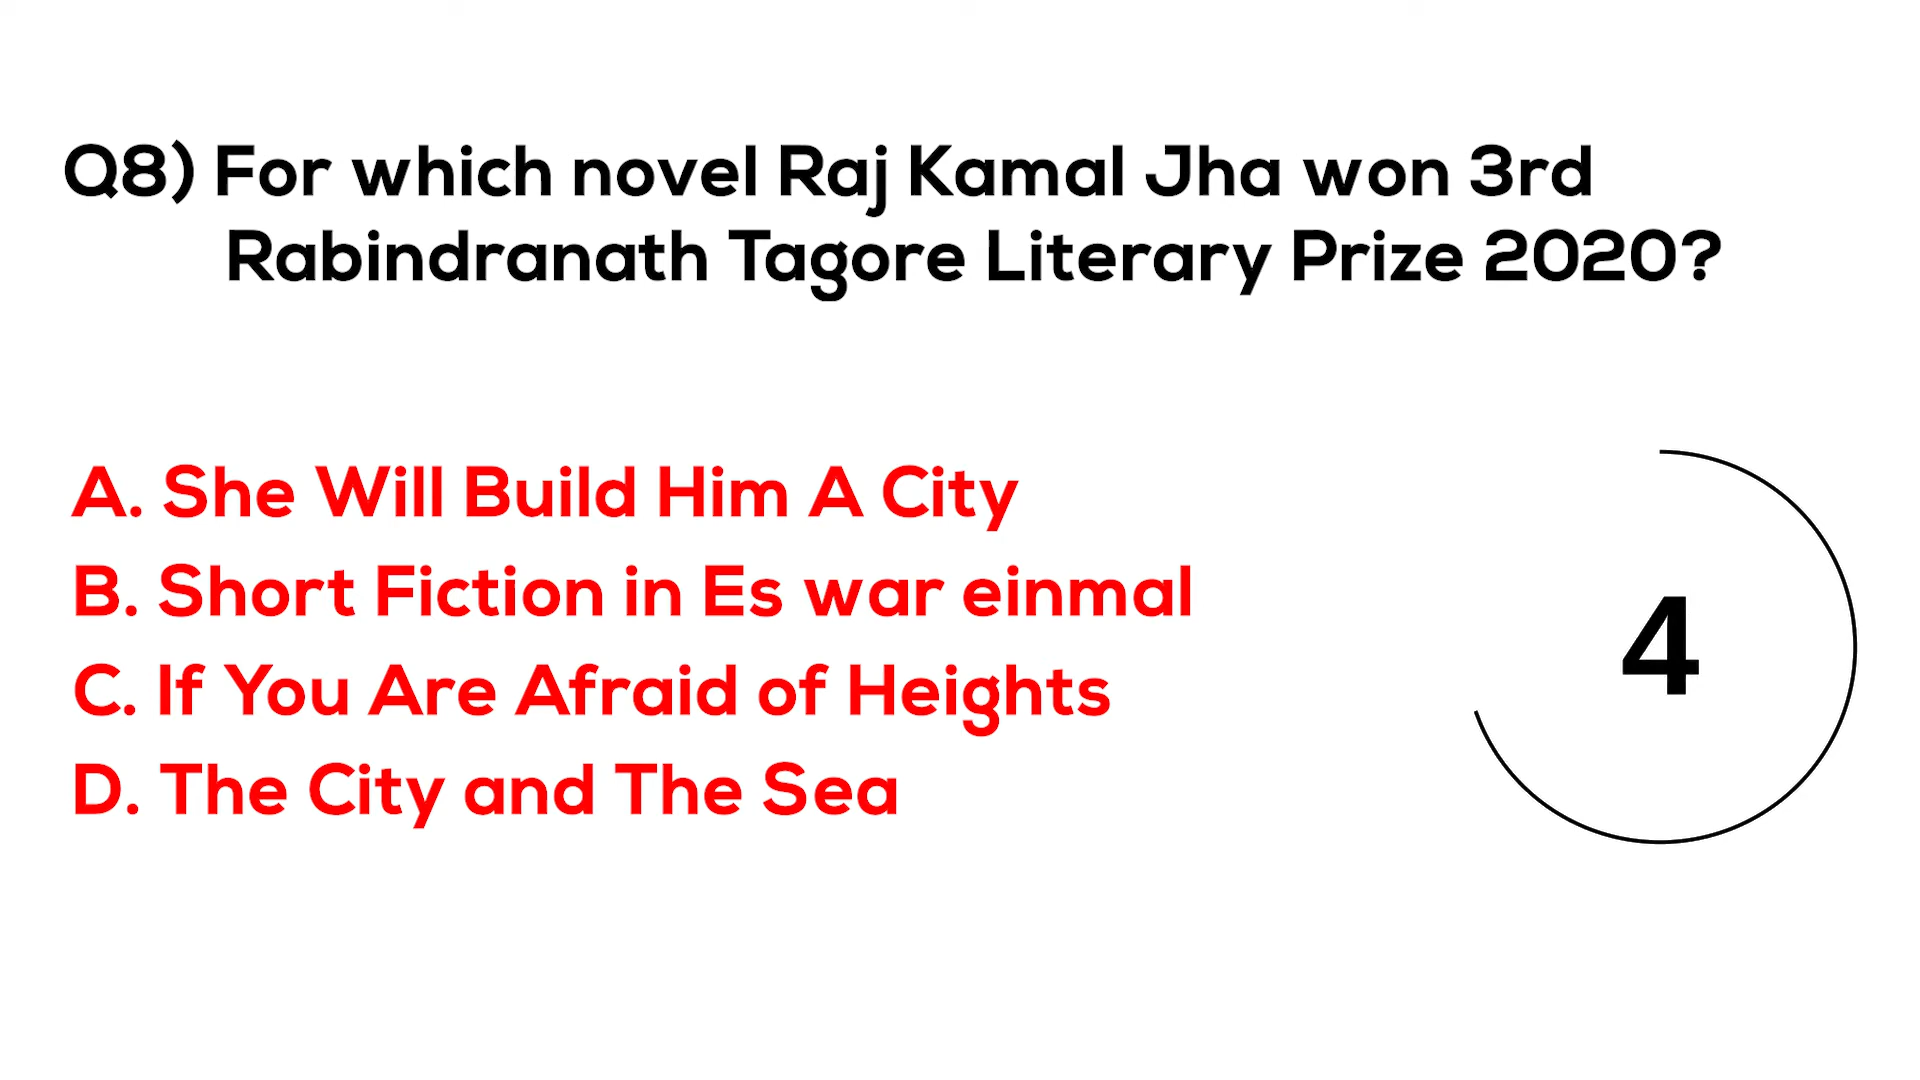 Q8) For which novel Raj Kamal Jha won 3rd
Rabindranath Tagore Literary Prize 2020?
A. She Will Build Him A City
B. Short Fiction in Es war einmal
C. If You Are Afraid of Heights
D. The City and The Sea
4